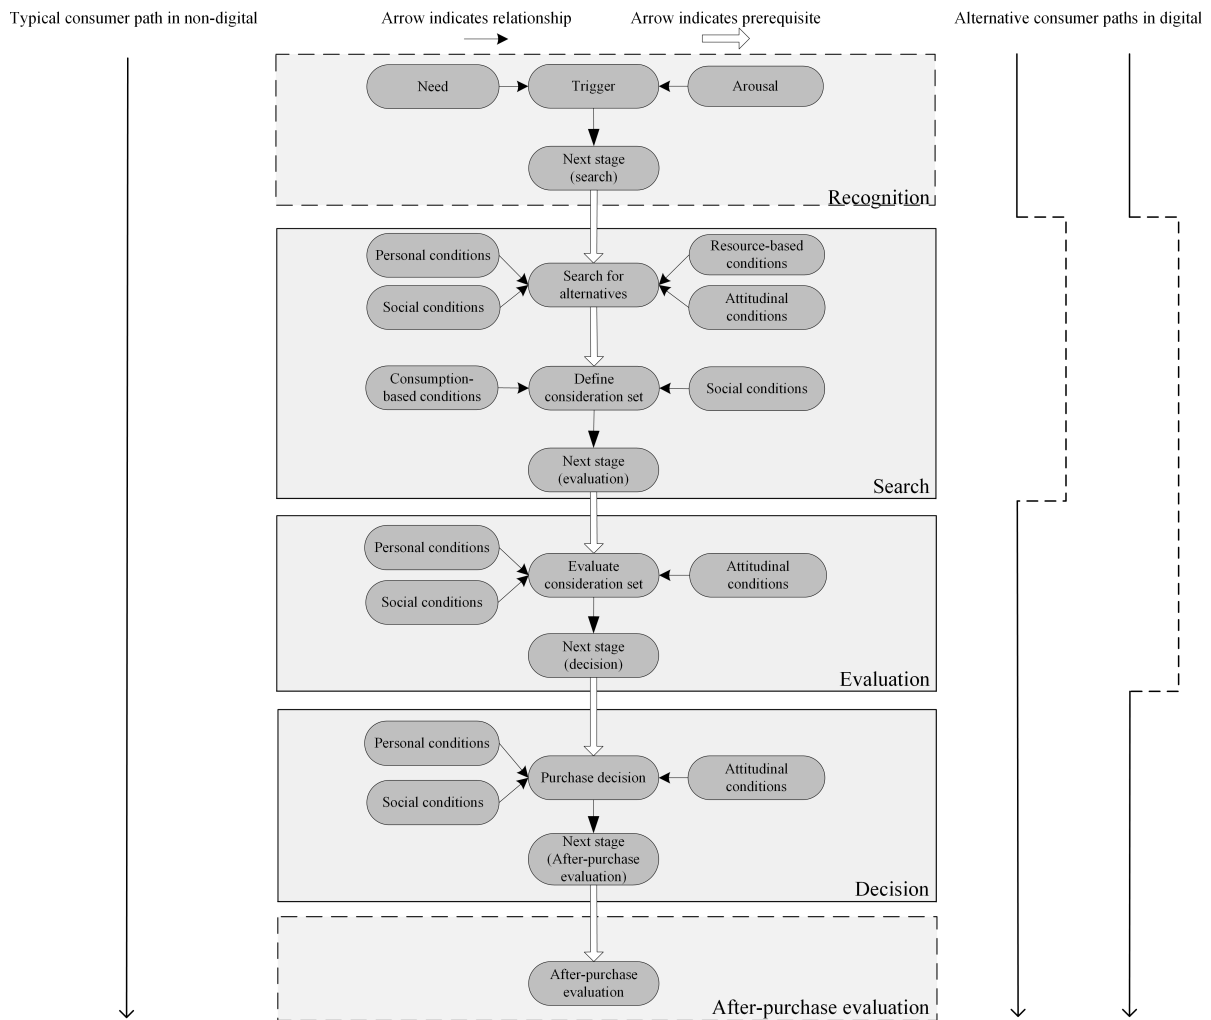 Typical consumer path in non-digital
Arrow indicates relationship
Arrow indicates prerequisite
Alternative consumer paths in digital
Need
Trigger
Arousal
Next stage
(search)
Recognition
Personal conditions
Resource-based
conditions
Search for
alternatives
Social conditions
Attitudinal
conditions
Consumption-
based conditions
Define
consideration set
Social conditions
Next stage
(evaluation)
Search
Personal conditions
Evaluate
consideration set
Attitudinal
conditions
Social conditions
Next stage
(decision)
Evaluation
Personal conditions
Purchase decision
Attitudinal
conditions
Social conditions
Next stage
(After-purchase
evaluation)
Decision
After-purchase
evaluation
After-purchase evaluation